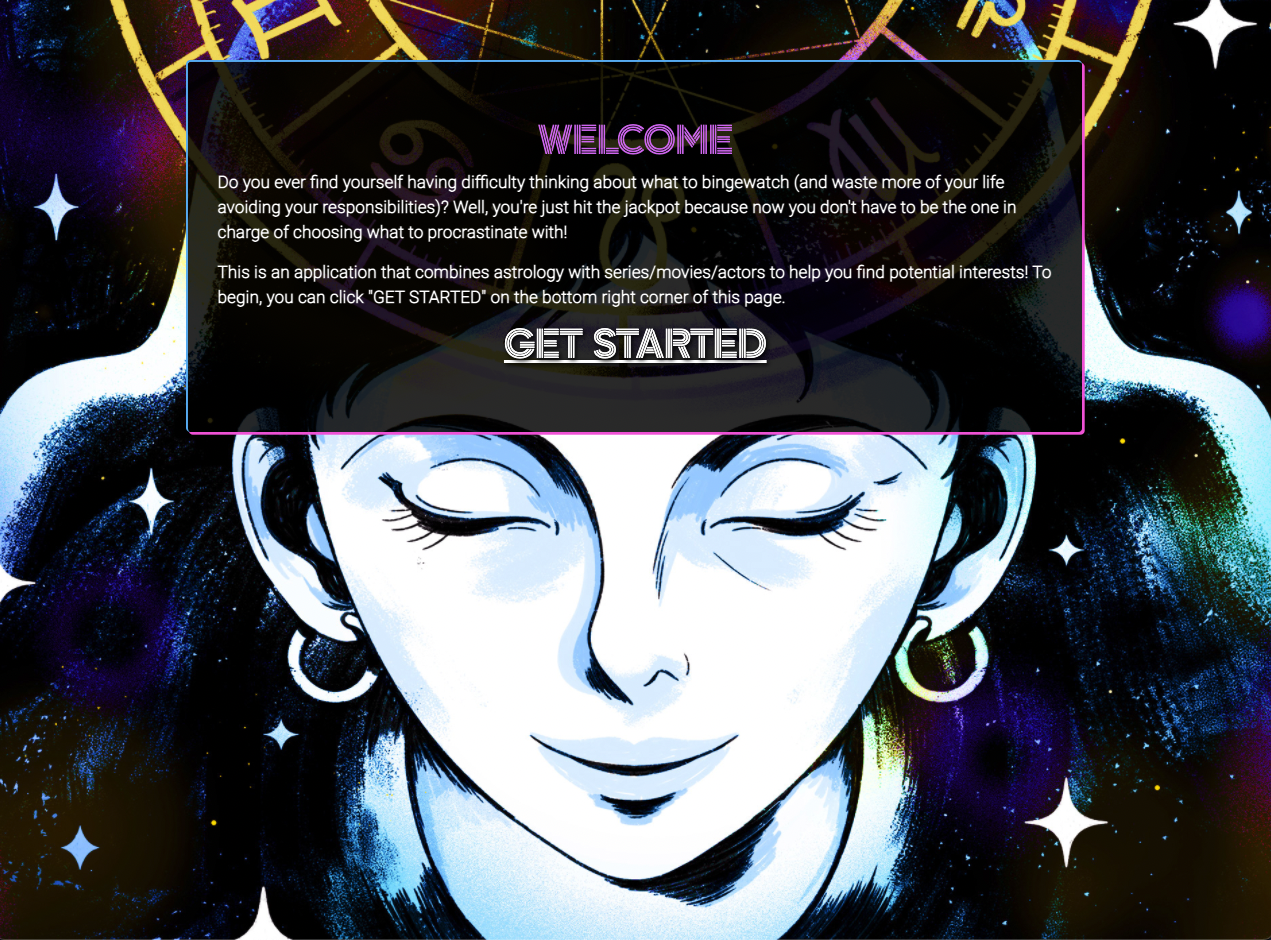 WELCOME
Do you ever find yourself having difficulty thinking about what to bingewatch (and waste more of your life
avoiding your responsibilities)? Well, you're just hit the jackpot because now you don't have to be the one in
charge of choosing what to procrastinate with!
This is an application that combines astrology with series/movies/actors to help you find potential interests! To
begin, you can click "GET STARTED" on the bottom right corner of this page.
GET STARTED